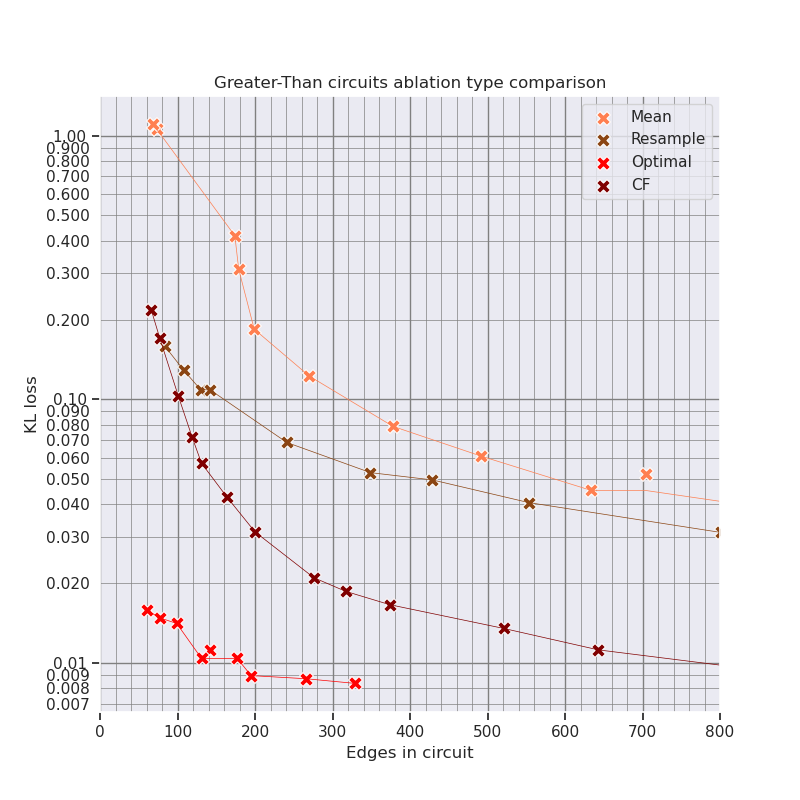 Greater-Than circuits ablation type comparison
Mean
Resample
Optimal
CF
KL loss
1.00
0.900
0.800
0.700
0.600
0.500
0.400
0.300
0.200
0.10
0.090
0.080
0.070
0.060
0.050
0.040
0.030
0.020
0.01
0.009
0.008
0.007
0 100 200 300 400 500 600 700 800
Edges in circuit